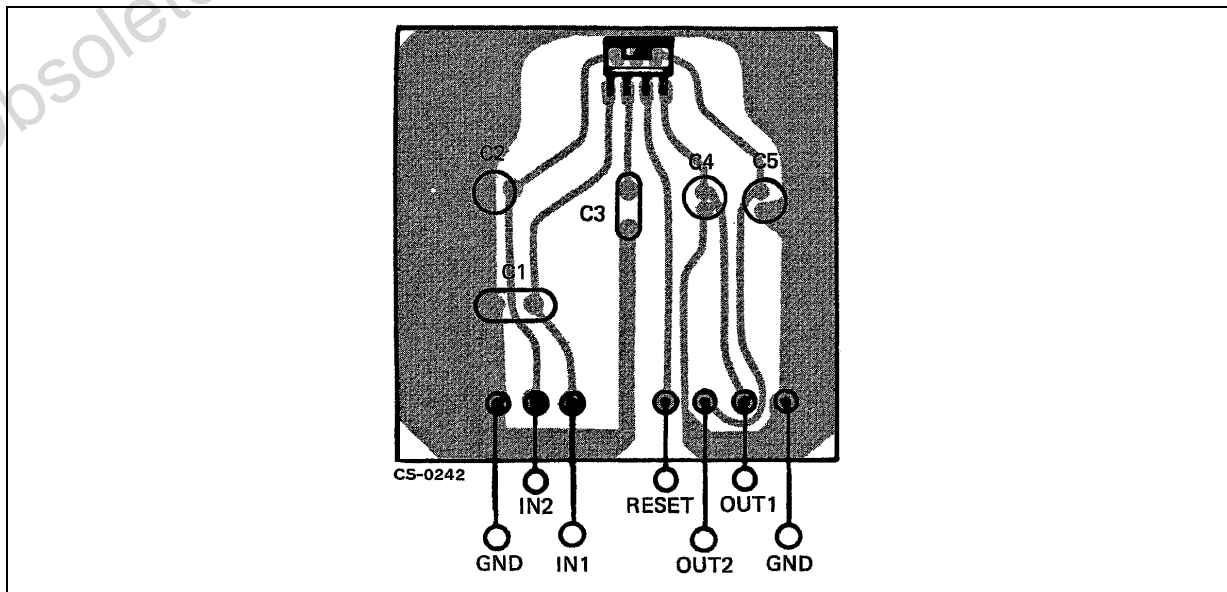 obsolete
C2
C4
C5
C3
C1
CS-0242
IN2
RESET
OUT1
GND
IN1
OUT2
GND